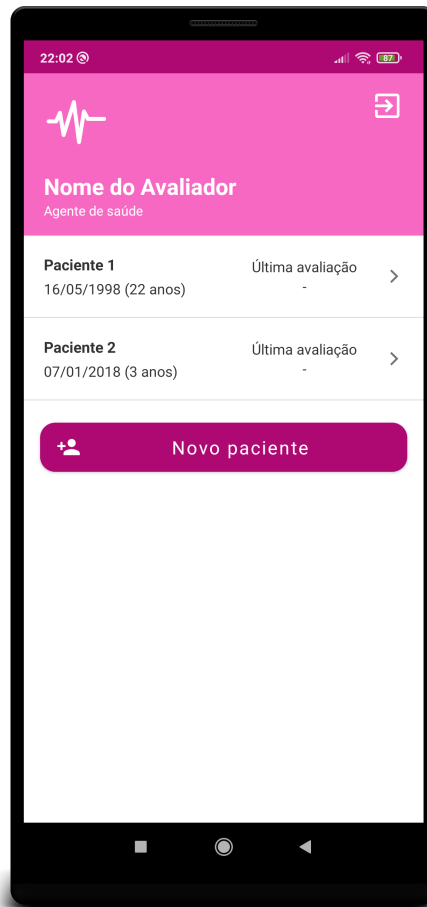 22:02
87
Nome do Avaliador
Agente de saúde
Paciente 1
Última avaliação
16/05/1998 (22 anos)
-
Paciente 2
Última avaliação
07/01/2018 (3 anos)
-
Novo paciente